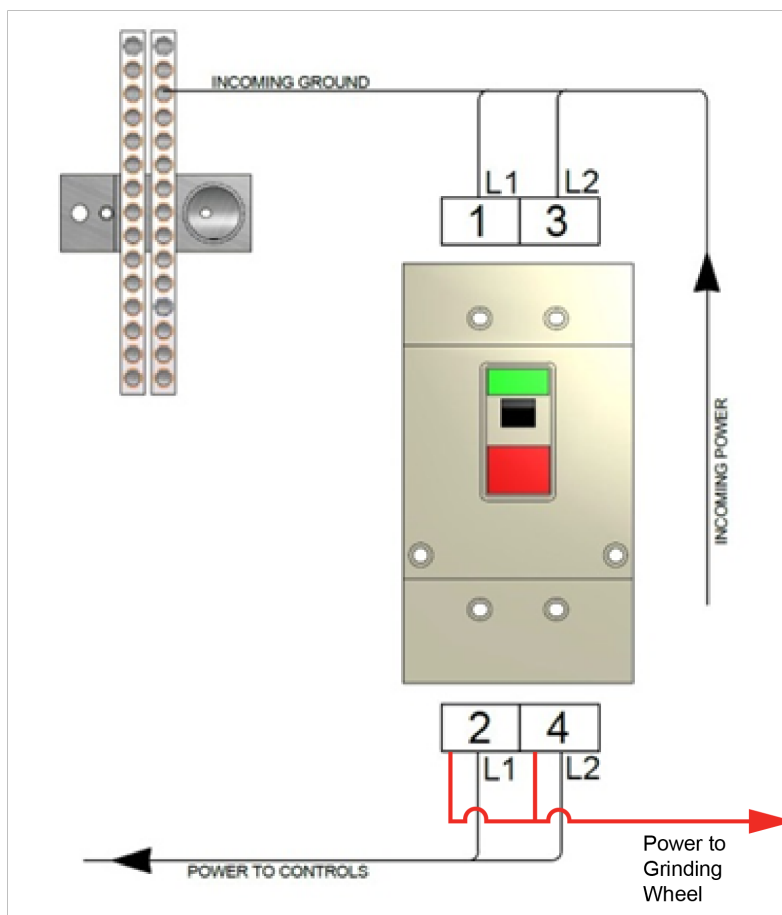 INCOMING GROUND
L1 L2
1 3
INCOMING POWER
2 4
L1 L2
POWER TO CONTROLS
Power to
Grinding
Wheel